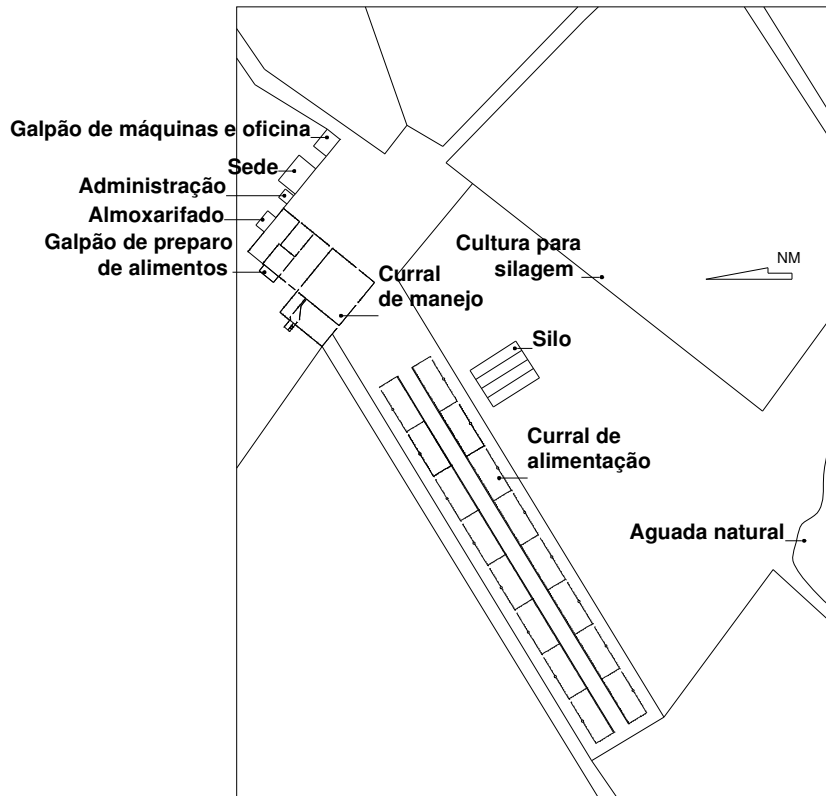 Galpão de máquinas e oficina
Sede
Administração
Almoxarifado
Galpão de preparo
de alimentos
Curral
de manejo
Cultura para
silagem
NM
Silo
Curral de
alimentação
Aguada natural